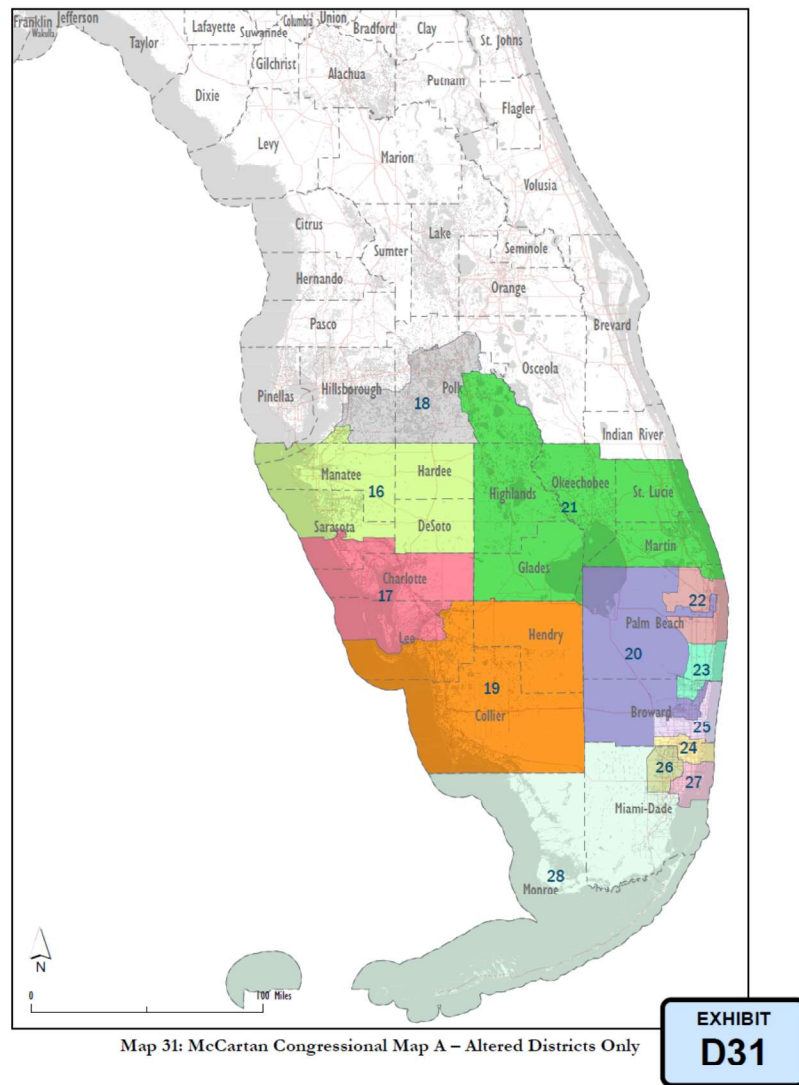 Franklin
Jefferson
Wakulla
Taylor
Lafayette
Suwannee
Columbia
Union
Bradford
Clay
St. Johns
Gilchrist
Alachua
Putnam
Dixie
Flagler
Levy
Marion
Volusia
Citrus
Sumter
Lake
Seminole
Hernando
Orange
Pasco
Brevard
Osceola
Pinellas
Hillsborough
Polk
18
Indian River
Manatee
Hardee
Okeechobee
16
Highlands
21
St. Lucie
Sarasota
DeSoto
Martin
Charlotte
Glades
17
22
Lee
Hendry
Palm Beach
20
23
19
Collier
Broward
25
24
26
27
Miami-Dade
28
Monroe
N
0
100 Miles
Map 31: McCartan Congressional Map A – Altered Districts Only
EXHIBIT
D31